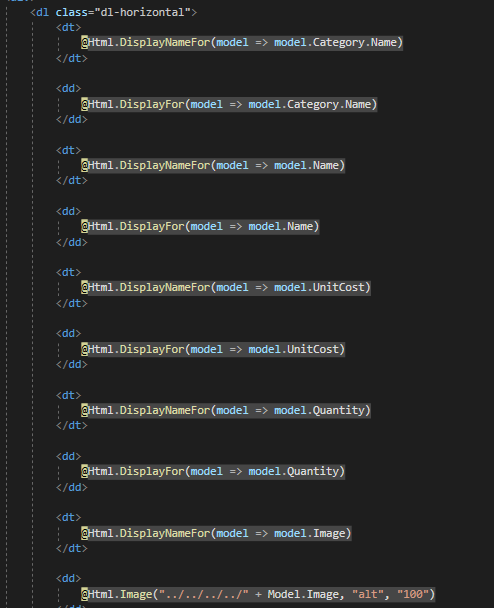 <dl class="dl-horizontal">
<dt>
@Html.DisplayNameFor(model => model.Category.Name)
</dt>
<dd>
@Html.DisplayFor(model => model.Category.Name)
</dd>
<dt>
@Html.DisplayNameFor(model => model.Name)
</dt>
<dd>
@Html.DisplayFor(model => model.Name)
</dd>
<dt>
@Html.DisplayNameFor(model => model.UnitCost)
</dt>
<dd>
@Html.DisplayFor(model => model.UnitCost)
</dd>
<dt>
@Html.DisplayNameFor(model => model.Quantity)
</dt>
<dd>
@Html.DisplayFor(model => model.Quantity)
</dd>
<dt>
@Html.DisplayNameFor(model => model.Image)
</dt>
<dd>
@Html.Image("../../../../" + Model.Image, "alt", "100")